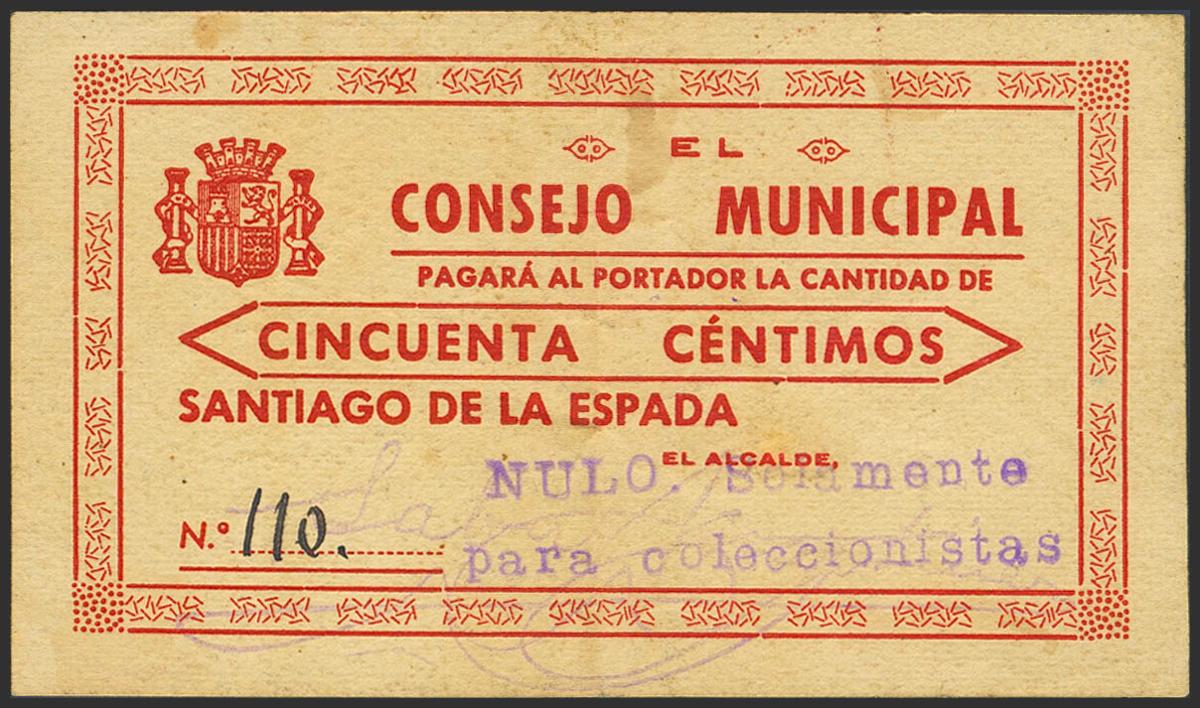 EL
CONSEJO MUNICIPAL
PAGARÁ AL PORTADOR LA CANTIDAD DE
CINCUENTA CÉNTIMOS
SANTIAGO DE LA ESPADA
EL ALCALDE,
NULO. Solamente
N.º 110.
para coleccionistas